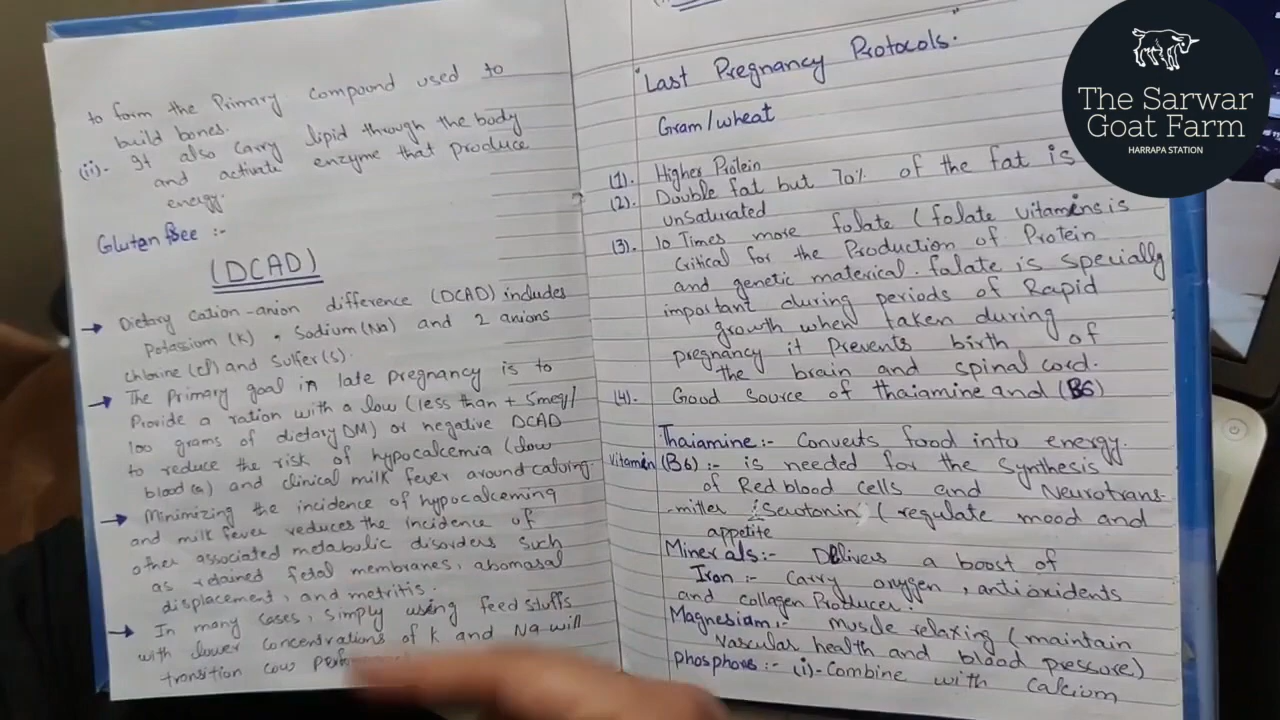 to form the Primary compound used to
build bones.
(ii). It also carry lipid through the body
and activate enzyme that produce
energy.
Gluten free :-
(DCAD)
→ Dietary cation-anion difference (DCAD) includes
Potassiom (K) . Sodium (Na) and 2 anions
Chlorine (cl) and Sulfer (s).
→ The Primary goal in late pregnancy is to
Provide a ration with a low (less than + 5meq/
100 grams of dietary DM) or negative DCAD
to reduce the risk of hypocalcemia (low
blood (a) and clinical milk fever around calving.
→ Minimizing the incidence of hypocalceming
and milk fever reduces the incidence of
other associated metabolic disorders such
as retained fetal membranes, abomasal
displacement, and metritis.
→ In many cases, simply using feed stuffs
with lower concentrations of K and Na will
transition cow
"Last Pregnancy Protocols."
Gram/wheat
(1). Higher Protein
(2). Double fat but 70% of the fat is
unsaturated
(3). 10 Times more folate (folate vitamins is
Critical for the Production of Protein
and genetic materical. falate is specially
important during periods of Rapid
growth when taken during
pregnancy it Prevents birth of
the brain and spinal cord.
(4). Good Source of thaiamine and (B6)
Thaiamine:- Converts food into energy.
Vitamin (B6) :- is needed for the Synthesis
of Red blood cells and Neurotrans-
-miller (Serotonin) (regulate mood and
appetite
Minerals:- Delivers a boost of
Iron :- Carry oxygen, antioxidents
and collagen Producer.
Magnesiam:- muscle relaxing (maintain
Vascular health and blood pressure)
Phosphors :- (i)- Combine with calcium
The Sarwar
Goat Farm
HARRAPA STATION